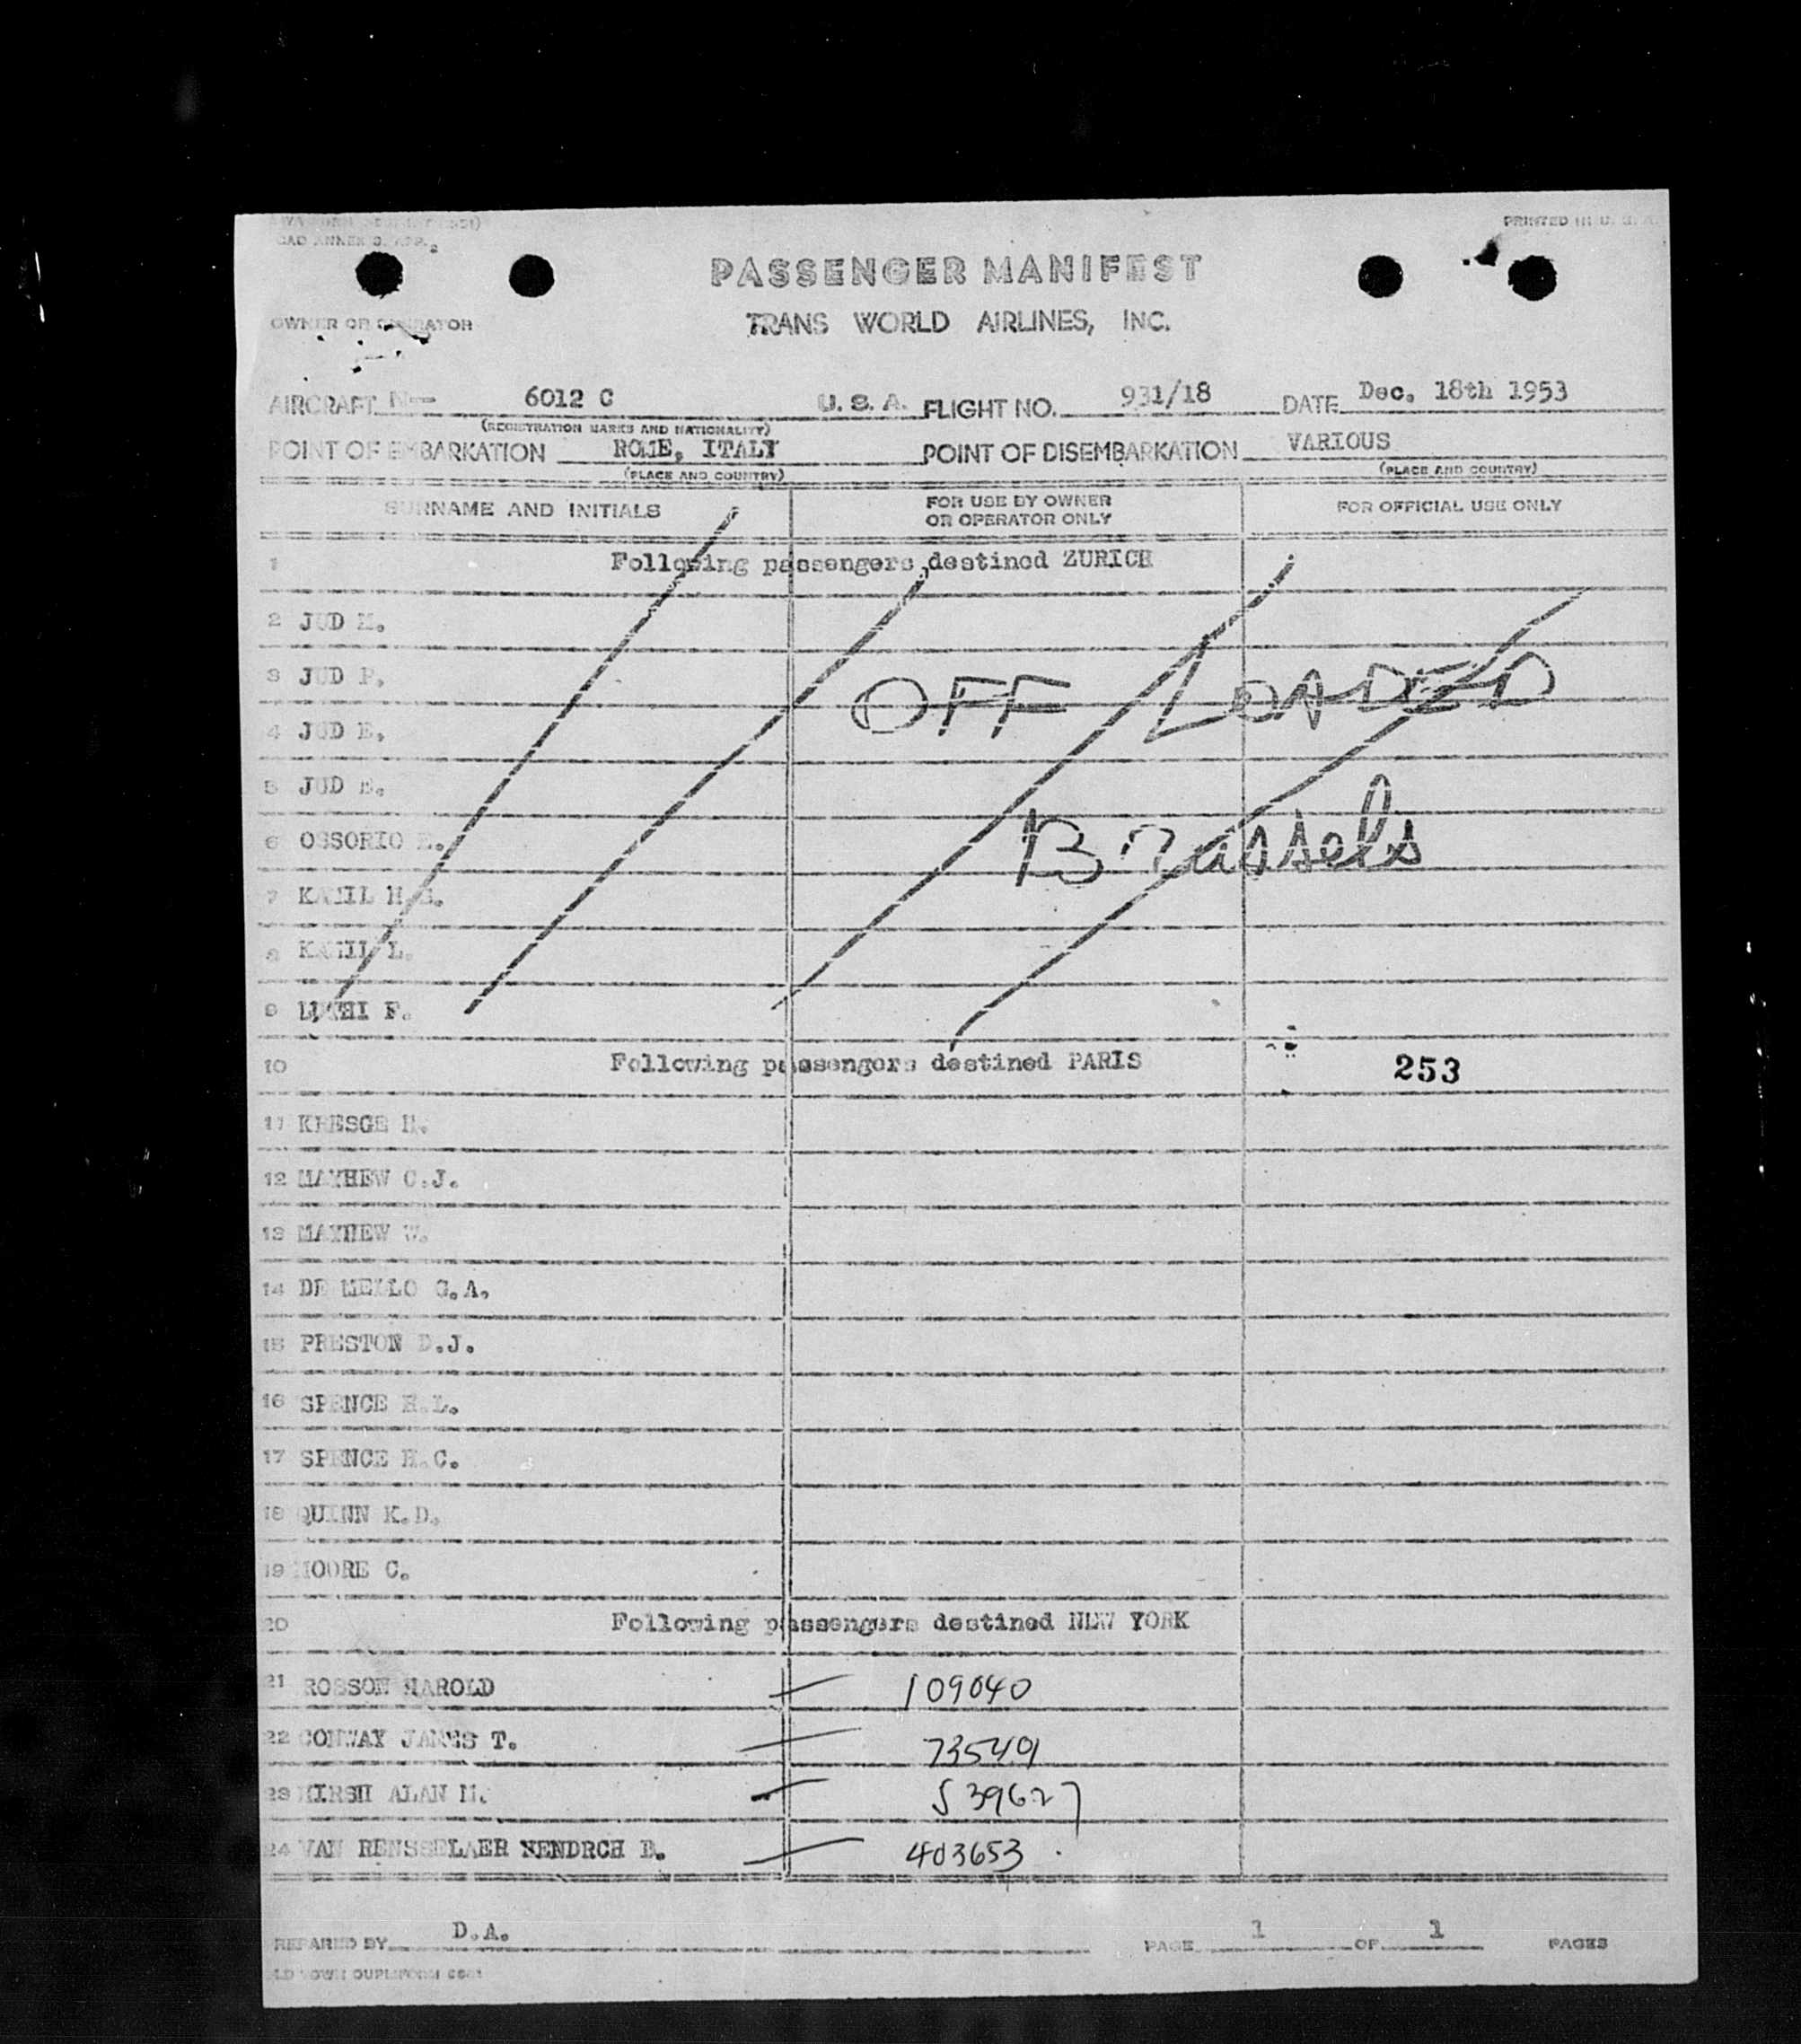 PRINTED IN U. S. A.
PASSENGER MANIFEST
OWNER OR OPERATOR
TRANS WORLD AIRLINES, INC.
AIRCRAFT N- 6012 C U. S. A. FLIGHT NO. 931/18 DATE Dec. 18th 1953
(REGISTRATION MARKS AND NATIONALITY)
POINT OF EMBARKATION ROME, ITALY POINT OF DISEMBARKATION VARIOUS
(PLACE AND COUNTRY) (PLACE AND COUNTRY)
SURNAME AND INITIALS FOR USE BY OWNER OR OPERATOR ONLY FOR OFFICIAL USE ONLY
1 Following passengers destined ZURICH
2 JUD
3 JUD P.
OFF LOADED
4 JUD E.
5 JUD
Brussels
6 OSSORIO
7 KAMIL H.
8 KAMIL L.
9 F.
10 Following passengers destined PARIS 253
11 KRESGE
12 MAYHEW C.J.
13 MAYHEW W.
14 DE MELLO G.A.
15 PRESTON D.J.
16 SPENCE
17 SPENCE
18 QUINN K.D.
19 MOORE C.
20 Following passengers destined NEW YORK
21 ROSSON HAROLD 109040
22 CONWAY JAMES T. 73549
23 ALAN 539627
24 VAN RENSSELAER 403653
PREPARED BY D.A. PAGE 1 OF 1 PAGES